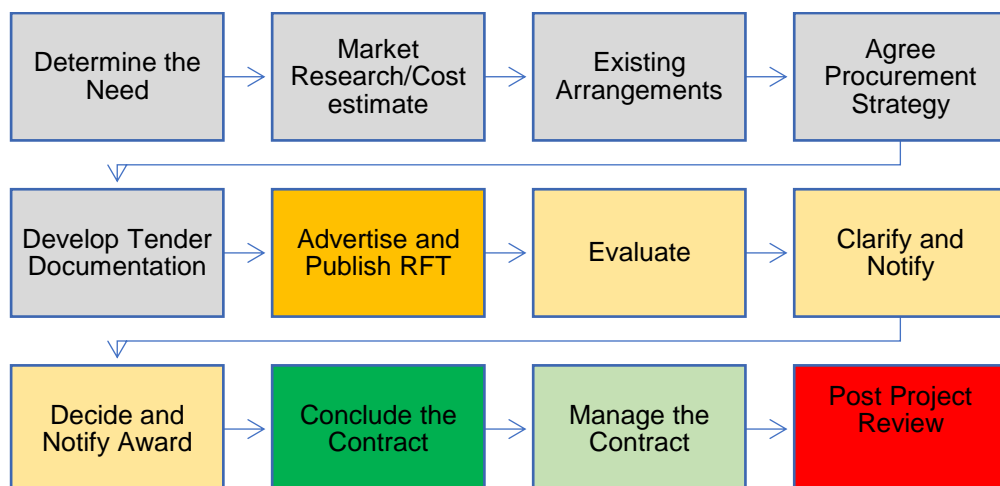 Determine the
Need
Market
Research/Cost
estimate
Existing
Arrangements
Agree
Procurement
Strategy
Develop Tender
Documentation
Advertise and
Publish RFT
Evaluate
Clarify and
Notify
Decide and
Notify Award
Conclude the
Contract
Manage the
Contract
Post Project
Review